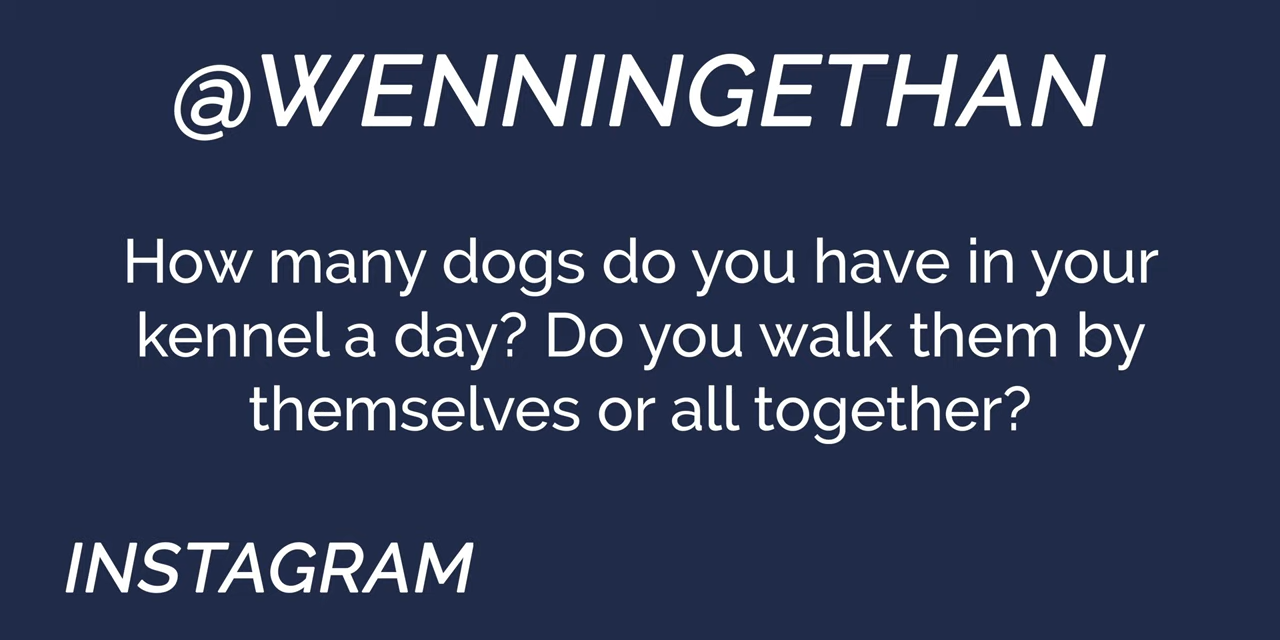 @WENNINGETHAN
How many dogs do you have in your
kennel a day? Do you walk them by
themselves or all together?
INSTAGRAM